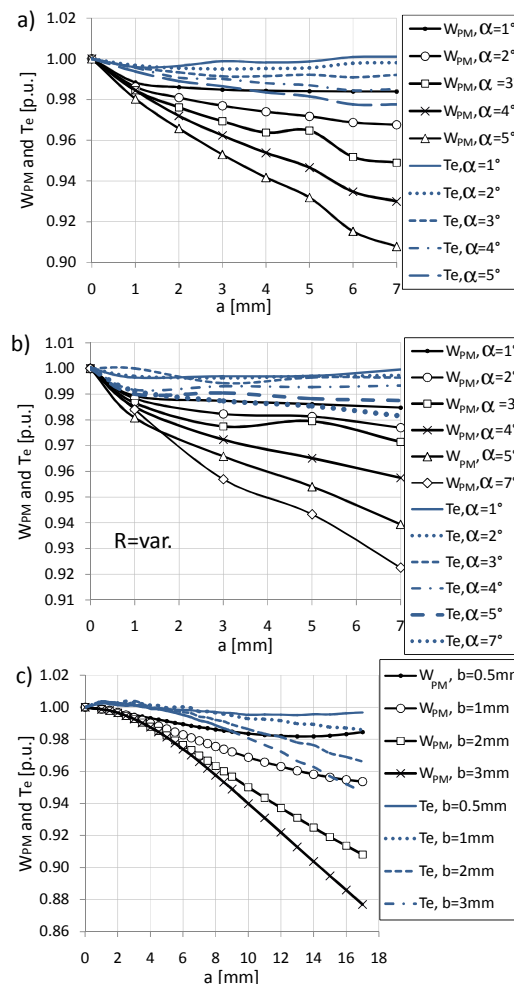 a)
WPM and Te [p.u.]
1.00
0.98
0.96
0.94
0.92
0.90
0 1 2 3 4 5 6 7
a [mm]
WPM, α=1°
WPM, α=2°
WPM, α =3
WPM, α=4°
WPM, α=5°
Te,α=1°
Te,α=2°
Te,α=3°
Te,α=4°
Te,α=5°
b)
WPM and Te [p.u.]
1.01
1.00
0.99
0.98
0.97
0.96
0.95
0.94
0.93
0.92
0.91
R=var.
0 1 2 3 4 5 6 7
a [mm]
WPM, α=1°
WPM, α=2°
WPM, α=3
WPM, α=4°
WPM, α=5°
WPM, α=7°
Te,α=1°
Te,α=2°
Te,α=3°
Te,α=4°
Te,α=5°
Te,α=7°
c)
WPM and Te [p.u.]
1.02
1.00
0.98
0.96
0.94
0.92
0.90
0.88
0.86
0 2 4 6 8 10 12 14 16 18
a [mm]
WPM, b=0.5mm
WPM, b=1mm
WPM, b=2mm
WPM, b=3mm
Te, b=0.5mm
Te, b=1mm
Te, b=2mm
Te, b=3mm